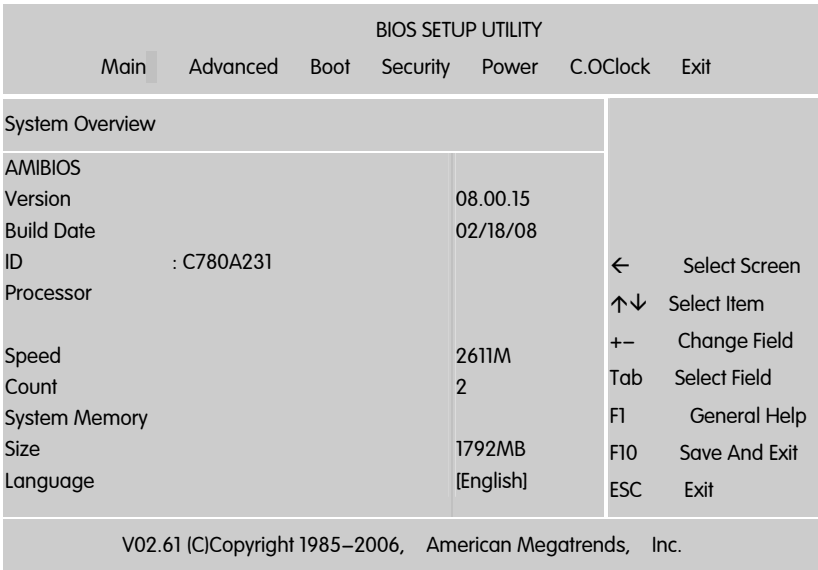 BIOS SETUP UTILITY
Main Advanced Boot Security Power C.OClock Exit
System Overview
AMIBIOS
Version 08.00.15
Build Date 02/18/08
ID : C780A231
Processor
Speed 2611M
Count 2
System Memory
Size 1792MB
Language [English]
← Select Screen
↑↓ Select Item
+− Change Field
Tab Select Field
F1 General Help
F10 Save And Exit
ESC Exit
V02.61 (C)Copyright 1985−2006, American Megatrends, Inc.